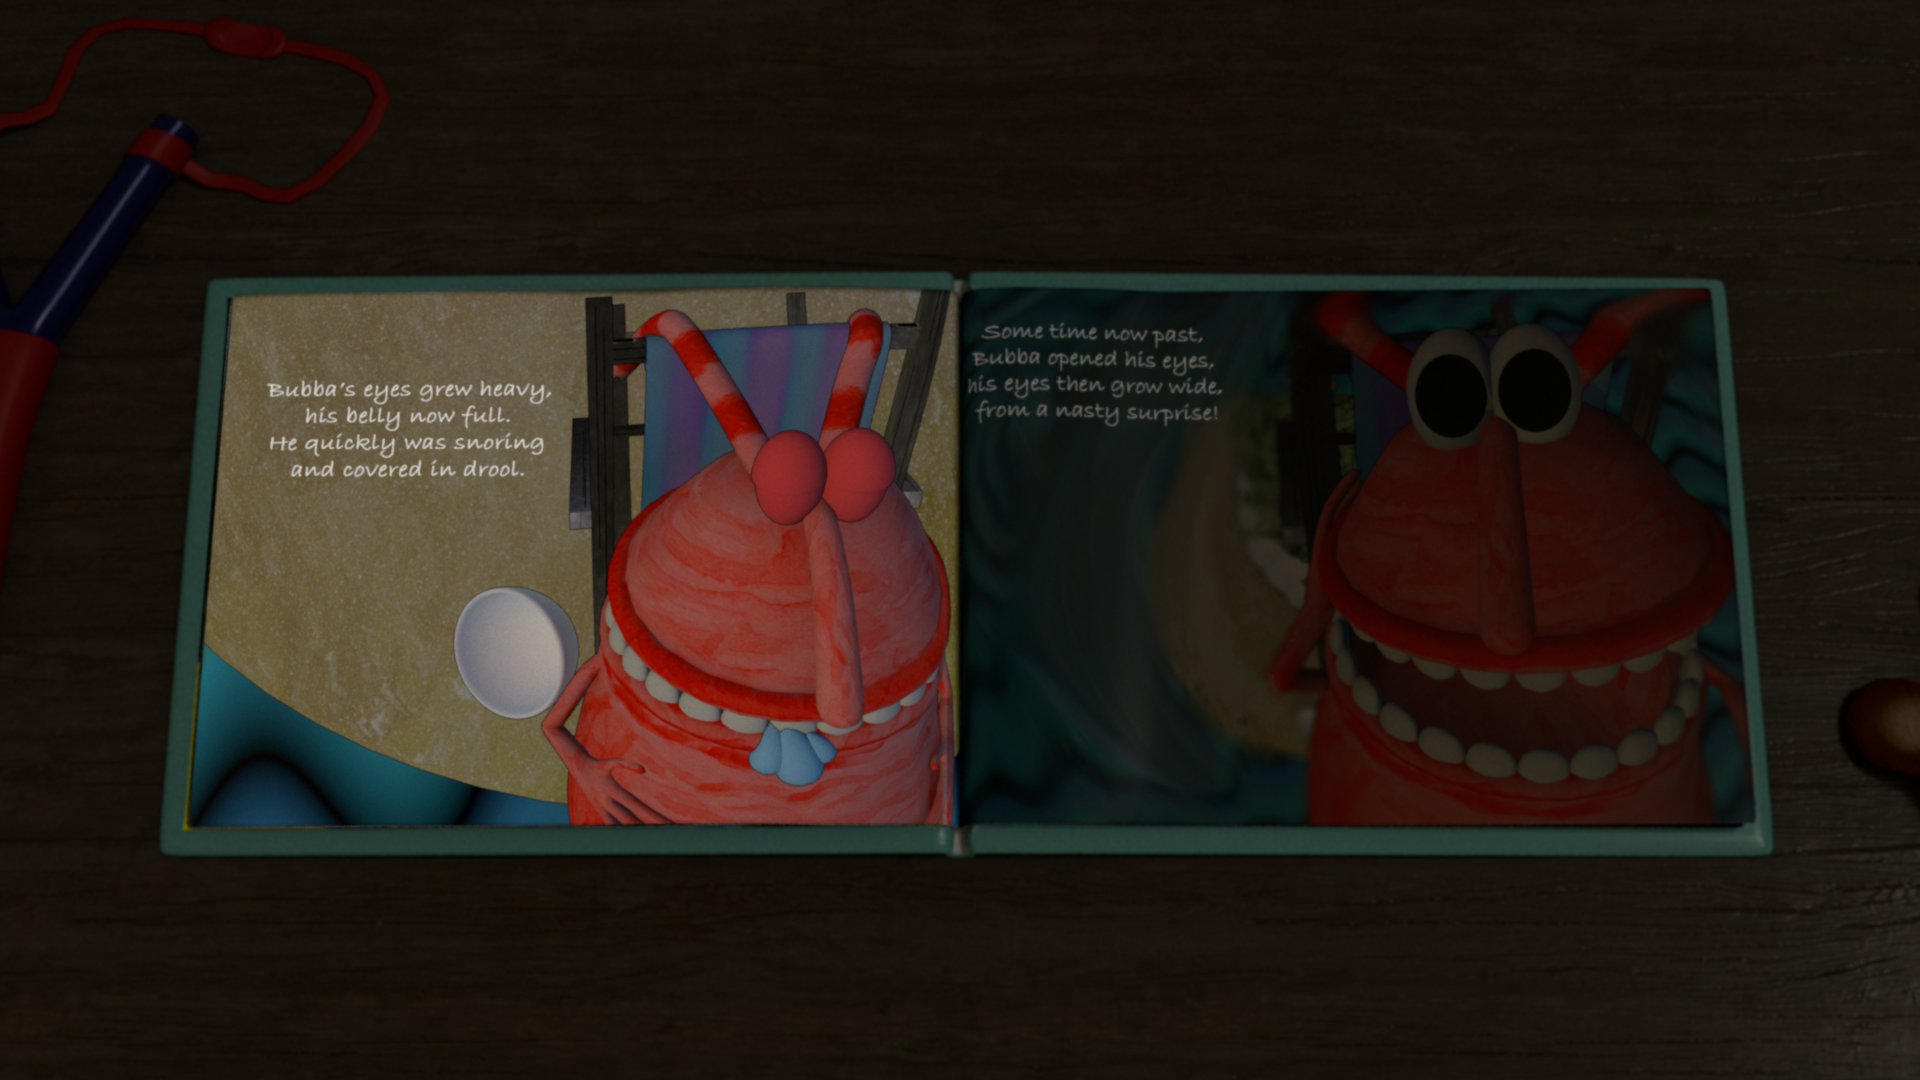 Bubba's eyes grew heavy,
his belly now full.
He quickly was snoring
and covered in drool.
Some time now past,
Bubba opened his eyes,
his eyes then grow wide,
from a nasty surprise!